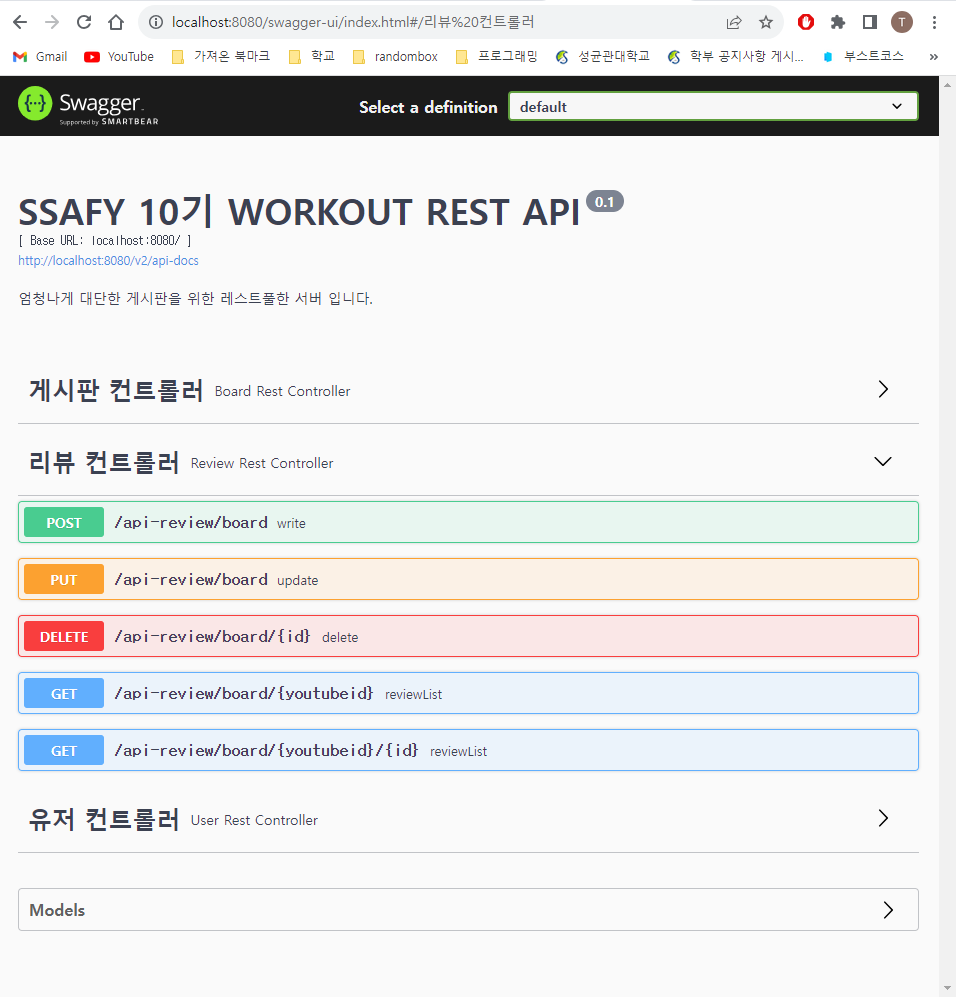 localhost:8080/swagger-ui/index.html#/리뷰%20컨트롤러
T
Gmail YouTube 가져온 북마크 학교 randombox 프로그래밍 성균관대학교 학부 공지사항 게시... 부스트코스 »
Swagger
Supported by SMARTBEAR
Select a definition default
SSAFY 10기 WORKOUT REST API 0.1
[ Base URL: localhost:8080/ ]
http://localhost:8080/v2/api-docs
엄청나게 대단한 게시판을 위한 레스트풀한 서버 입니다.
게시판 컨트롤러 Board Rest Controller
리뷰 컨트롤러 Review Rest Controller
POST /api-review/board write
PUT /api-review/board update
DELETE /api-review/board/{id} delete
GET /api-review/board/{youtubeid} reviewList
GET /api-review/board/{youtubeid}/{id} reviewList
유저 컨트롤러 User Rest Controller
Models